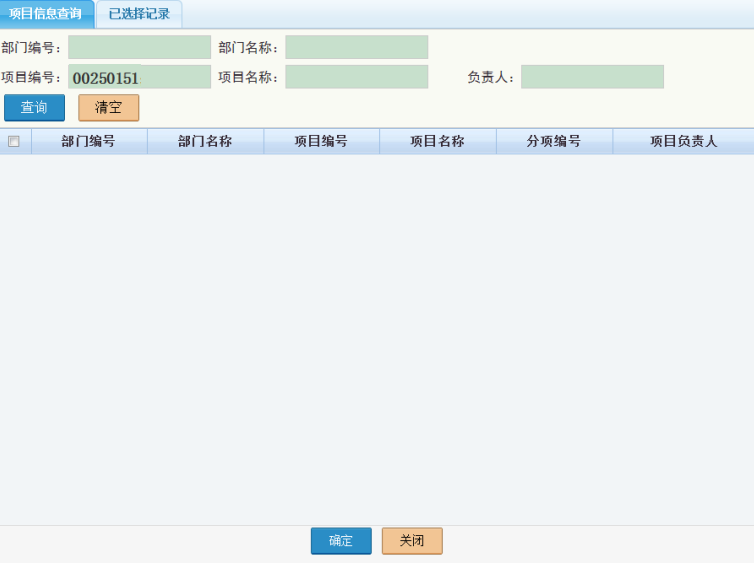 项目信息查询 已选择记录
部门编号： 部门名称：
项目编号： 00250151 项目名称： 负责人：
查询 清空
部门编号 部门名称 项目编号 项目名称 分项编号 项目负责人
确定 关闭